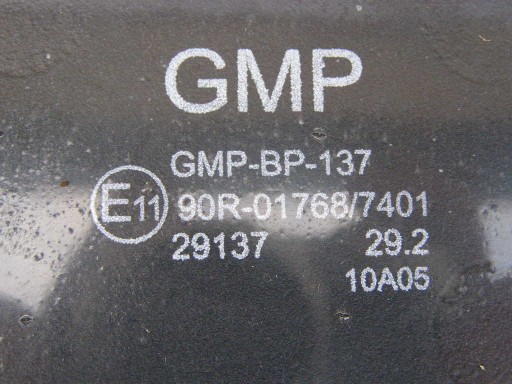 GMP
GMP-BP-137
E11 90R-01768/7401
29137 29.2
10A05